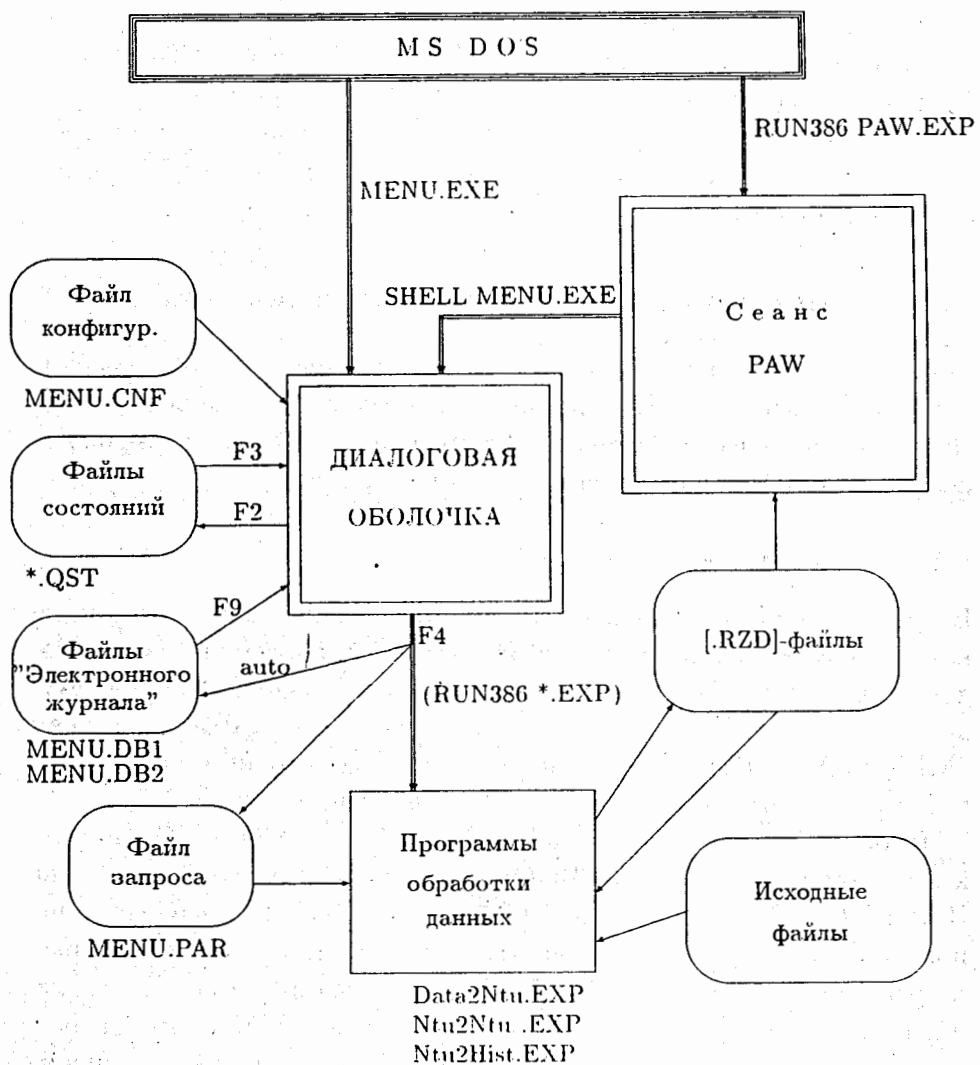 MS DOS
RUN386 PAW.EXP
MENU.EXE
SHELL MENU.EXE
Сеанс
PAW
Файл
конфигур.
MENU.CNF
ДИАЛОГОВАЯ
ОБОЛОЧКА
F3
Файлы
состояний
F2
*.QST
F9
Файлы
"Электронного
журнала"
auto
F4
(RUN386 *.EXP)
MENU.DB1
MENU.DB2
[.RZD]-файлы
Файл
запроса
MENU.PAR
Программы
обработки
данных
Исходные
файлы
Data2Ntu.EXP
Ntu2Ntu .EXP
Ntu2Hist.EXP